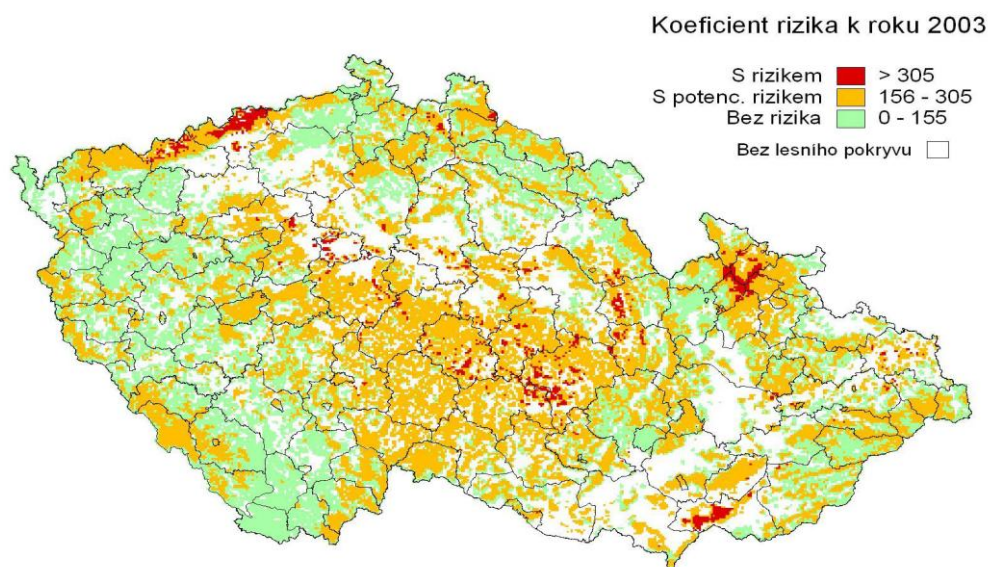 Koeficient rizika k roku 2003
S rizikem > 305
S potenc. rizikem 156 - 305
Bez rizika 0 - 155
Bez lesního pokryvu